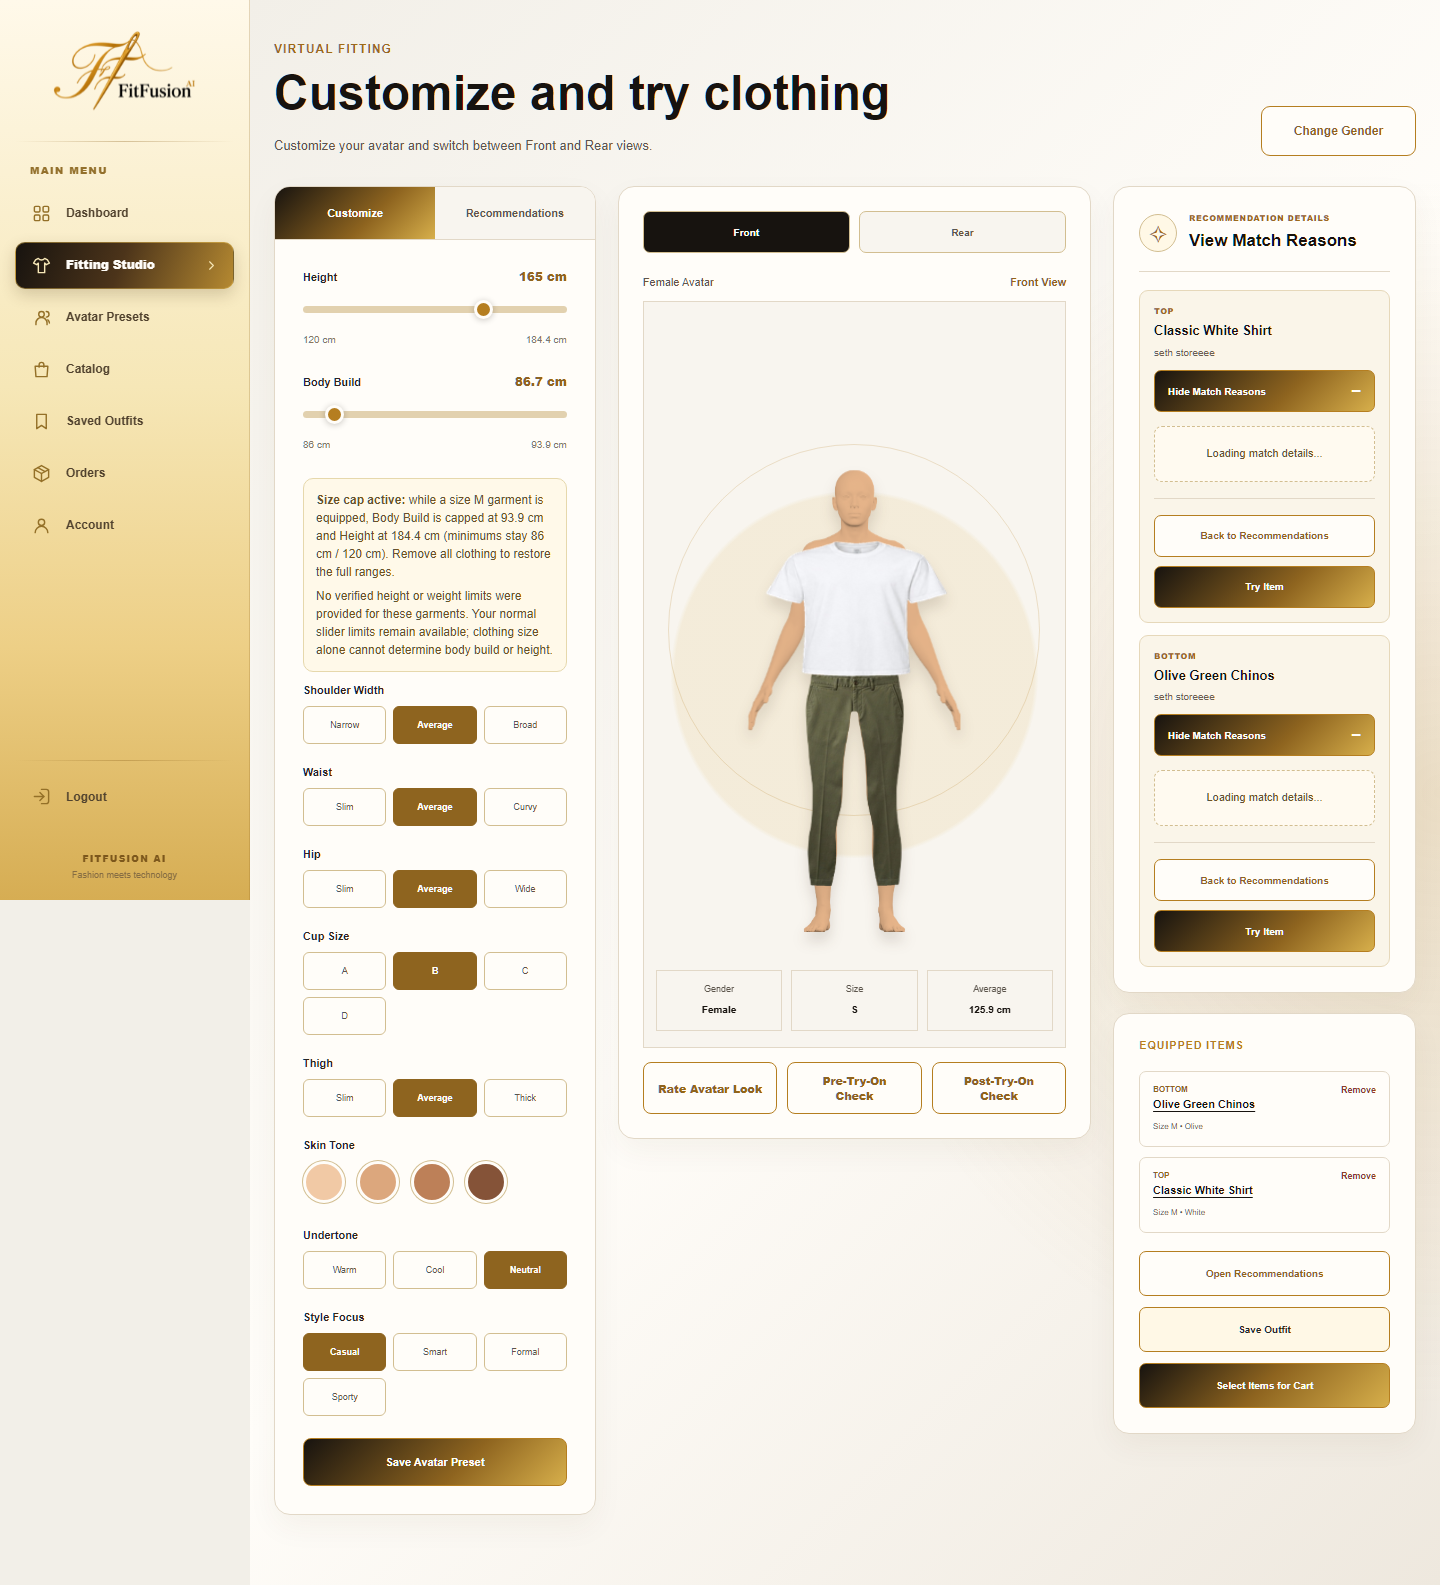 FitFusion AI
MAIN MENU
Dashboard
Fitting Studio
Avatar Presets
Catalog
Saved Outfits
Orders
Account
Logout
FITFUSION AI
Fashion meets technology
VIRTUAL FITTING
Customize and try clothing
Customize your avatar and switch between Front and Rear views.
Change Gender
Customize
Recommendations
Height
165 cm
120 cm
184.4 cm
Body Build
86.7 cm
86 cm
93.9 cm
Size cap active: while a size M garment is
equipped, Body Build is capped at 93.9 cm
and Height at 184.4 cm (minimums stay 86
cm / 120 cm). Remove all clothing to restore
the full ranges.
No verified height or weight limits were
provided for these garments. Your normal
slider limits remain available; clothing size
alone cannot determine body build or height.
Shoulder Width
Narrow
Average
Broad
Waist
Slim
Average
Curvy
Hip
Slim
Average
Wide
Cup Size
A
B
C
D
Thigh
Slim
Average
Thick
Skin Tone
Undertone
Warm
Cool
Neutral
Style Focus
Casual
Smart
Formal
Sporty
Save Avatar Preset
Front
Rear
Female Avatar
Front View
Gender
Female
Size
S
Average
125.9 cm
Rate Avatar Look
Pre-Try-On
Check
Post-Try-On
Check
RECOMMENDATION DETAILS
View Match Reasons
TOP
Classic White Shirt
seth storeeee
Hide Match Reasons
Loading match details...
Back to Recommendations
Try Item
BOTTOM
Olive Green Chinos
seth storeeee
Hide Match Reasons
Loading match details...
Back to Recommendations
Try Item
EQUIPPED ITEMS
BOTTOM
Remove
Olive Green Chinos
Size M • Olive
TOP
Remove
Classic White Shirt
Size M • White
Open Recommendations
Save Outfit
Select Items for Cart